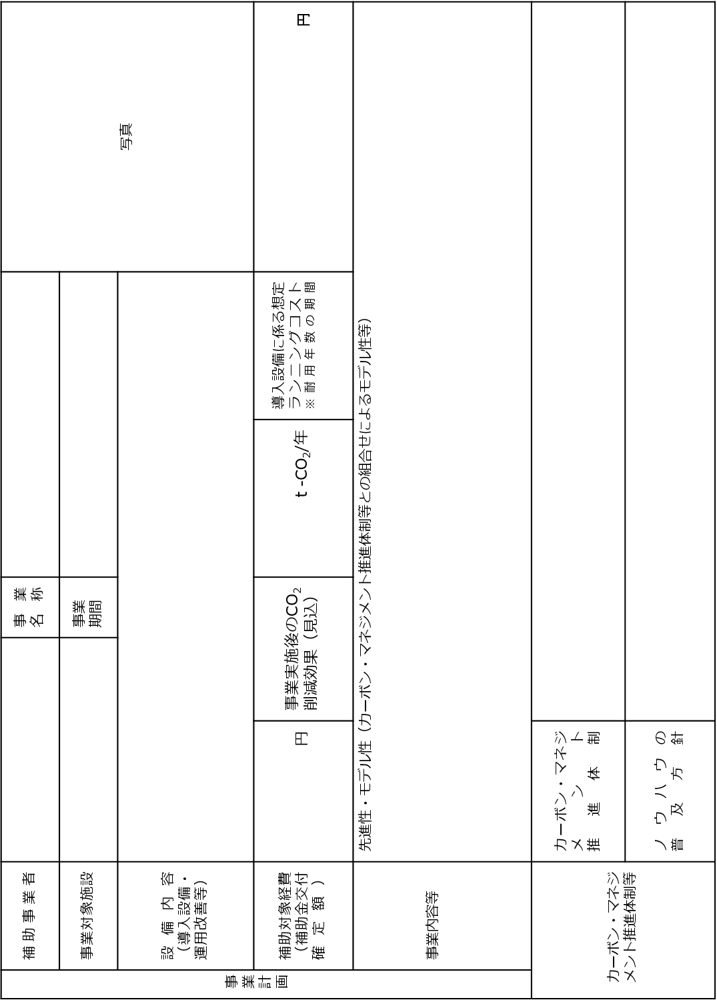 事業計画
補助事業者
事業名称
写真
事業対象施設
事業期間
設備内容
（導入設備・
運用改善等）
補助対象経費
（補助金交付
確定額）
円
事業実施後のCO2
削減効果（見込）
t -CO2/年
導入設備に係る想定
ランニングコスト
※耐用年数の期間
円
事業内容等
先進性・モデル性（カーボン・マネジメント推進体制等との組合せによるモデル性等）
カーボン・マネジ
メント推進体制等
カーボン・マネジ
メント
推進体制
ノウハウの
普及方針